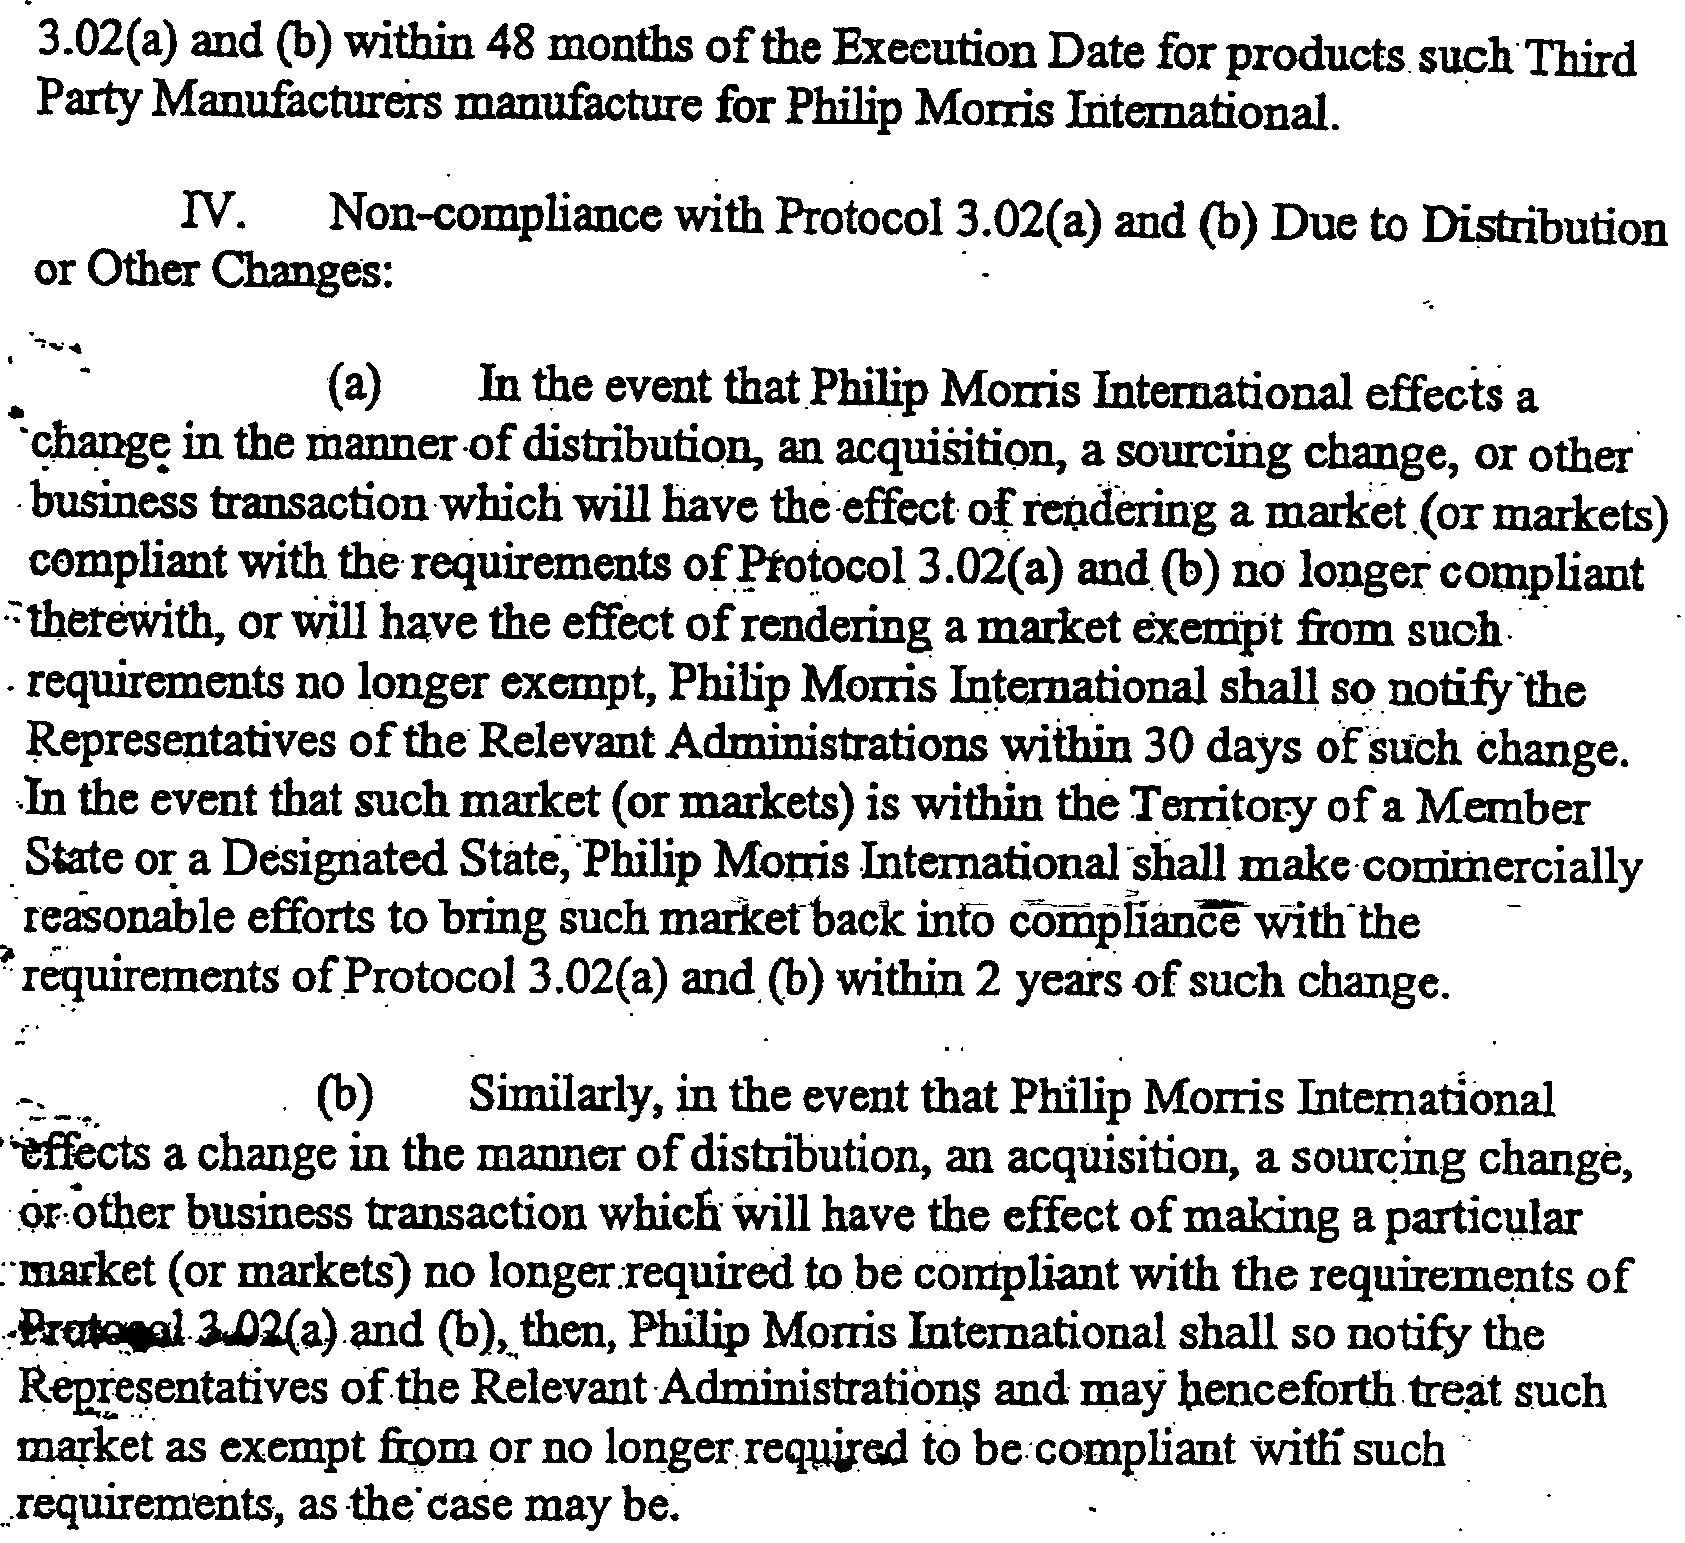 3.02(a) and (b) within 48 months of the Execution Date for products such Third
Party Manufacturers manufacture for Philip Morris International.
IV. Non-compliance with Protocol 3.02(a) and (b) Due to Distribution
or Other Changes:
(a) In the event that Philip Morris International effects a
change in the manner of distribution, an acquisition, a sourcing change, or other
business transaction which will have the effect of rendering a market (or markets)
compliant with the requirements of Protocol 3.02(a) and (b) no longer compliant
therewith, or will have the effect of rendering a market exempt from such
requirements no longer exempt, Philip Morris International shall so notify the
Representatives of the Relevant Administrations within 30 days of such change.
In the event that such market (or markets) is within the Territory of a Member
State or a Designated State, Philip Morris International shall make commercially
reasonable efforts to bring such market back into compliance with the
requirements of Protocol 3.02(a) and (b) within 2 years of such change.
(b) Similarly, in the event that Philip Morris International
effects a change in the manner of distribution, an acquisition, a sourcing change,
or other business transaction which will have the effect of making a particular
market (or markets) no longer required to be compliant with the requirements of
Protocol 3.02(a) and (b), then, Philip Morris International shall so notify the
Representatives of the Relevant Administrations and may henceforth treat such
market as exempt from or no longer required to be compliant with such
requirements, as the case may be.